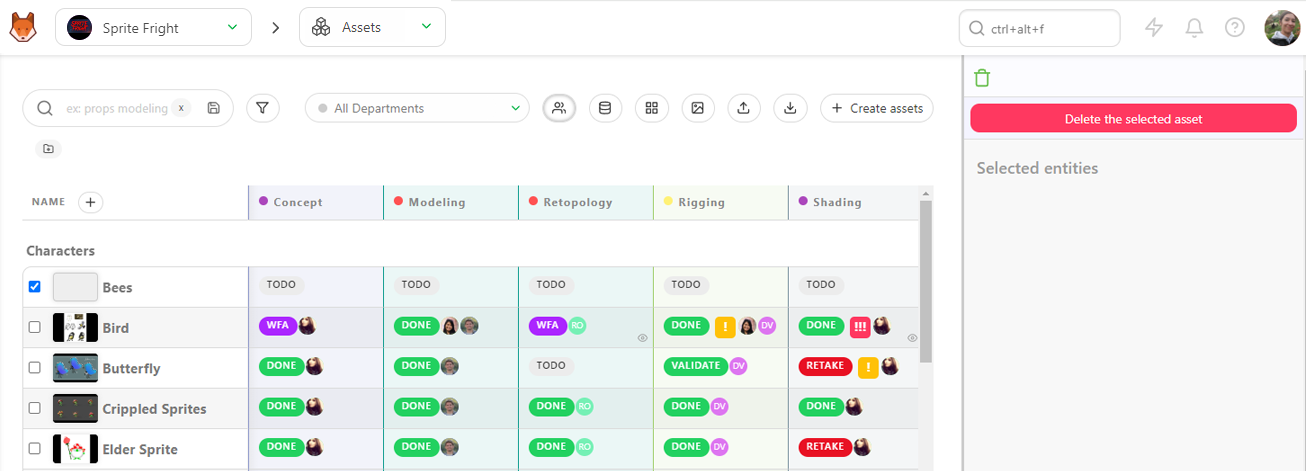 Sprite Fright
Assets
ctrl+alt+f
ex: props modeling x
All Departments
Create assets
Delete the selected asset
Selected entities
NAME Concept Modeling Retopology Rigging Shading
Characters
Bees TODO TODO TODO TODO TODO
Bird WFA DONE WFA RO DONE ! DV DONE !!!
Butterfly DONE DONE TODO VALIDATE DV RETAKE !
Crippled Sprites DONE DONE DONE RO DONE DV DONE
Elder Sprite DONE DONE DONE RO DONE DV RETAKE